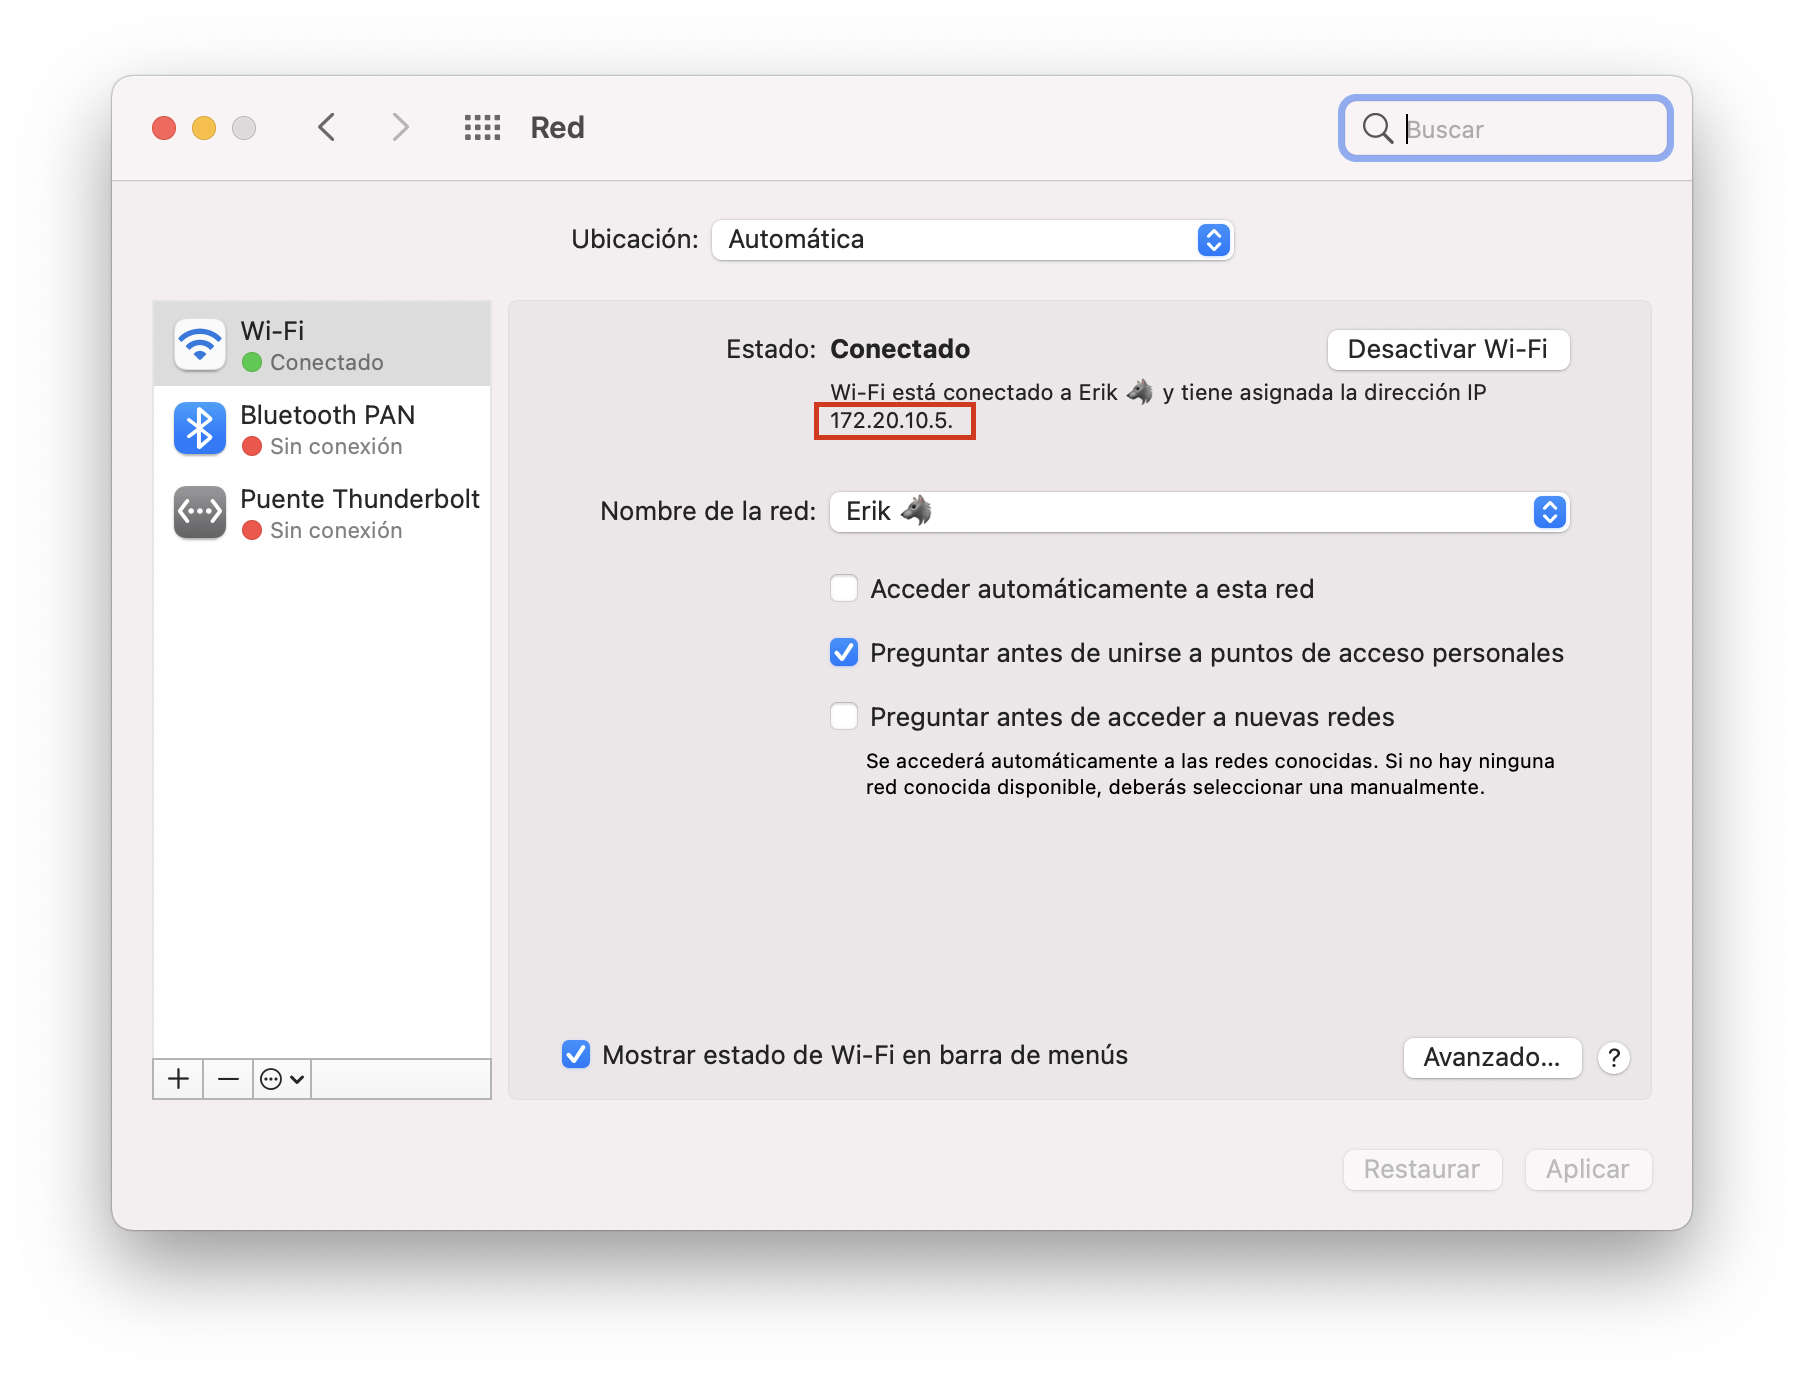 Red
Buscar
Ubicación: Automática
Wi-Fi
Conectado
Bluetooth PAN
Sin conexión
Puente Thunderbolt
Sin conexión
Estado: Conectado
Desactivar Wi-Fi
Wi-Fi está conectado a Erik 🐺 y tiene asignada la dirección IP
172.20.10.5.
Nombre de la red: Erik 🐺
Acceder automáticamente a esta red
Preguntar antes de unirse a puntos de acceso personales
Preguntar antes de acceder a nuevas redes
Se accederá automáticamente a las redes conocidas. Si no hay ninguna
red conocida disponible, deberás seleccionar una manualmente.
Mostrar estado de Wi-Fi en barra de menús
Avanzado...
?
Restaurar
Aplicar